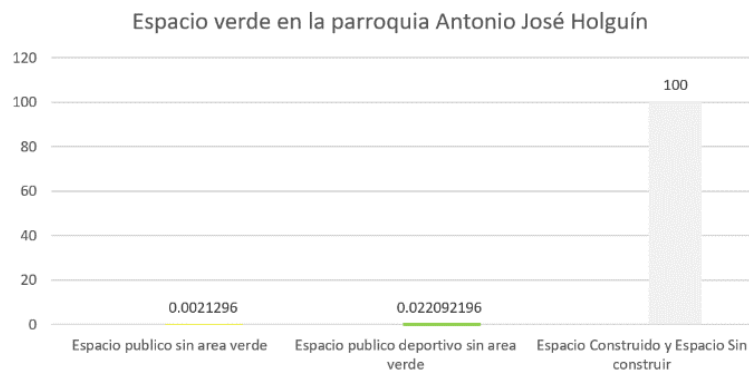 Espacio verde en la parroquia Antonio José Holguín
120
100
80
60
40
20
0
0.0021296
0.022092196
100
Espacio publico sin area verde
Espacio publico deportivo sin area
verde
Espacio Construido y Espacio Sin
construir